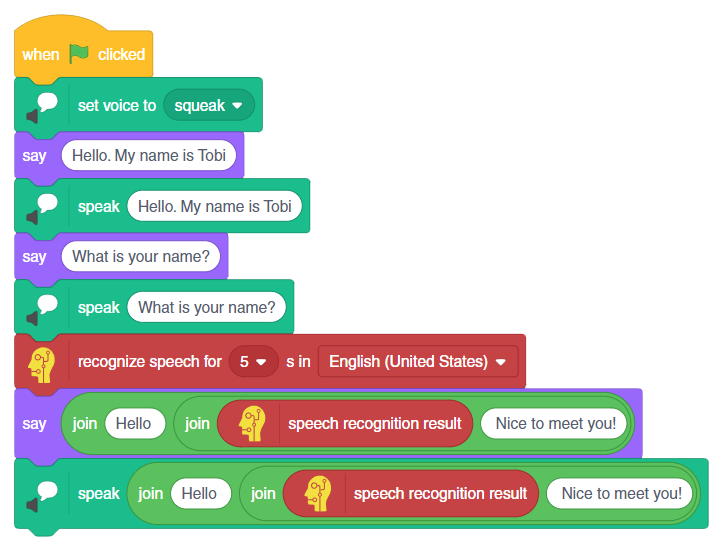 when clicked
set voice to squeak
say Hello. My name is Tobi
speak Hello. My name is Tobi
say What is your name?
speak What is your name?
recognize speech for 5 s in English (United States)
say join Hello join speech recognition result Nice to meet you!
speak join Hello join speech recognition result Nice to meet you!